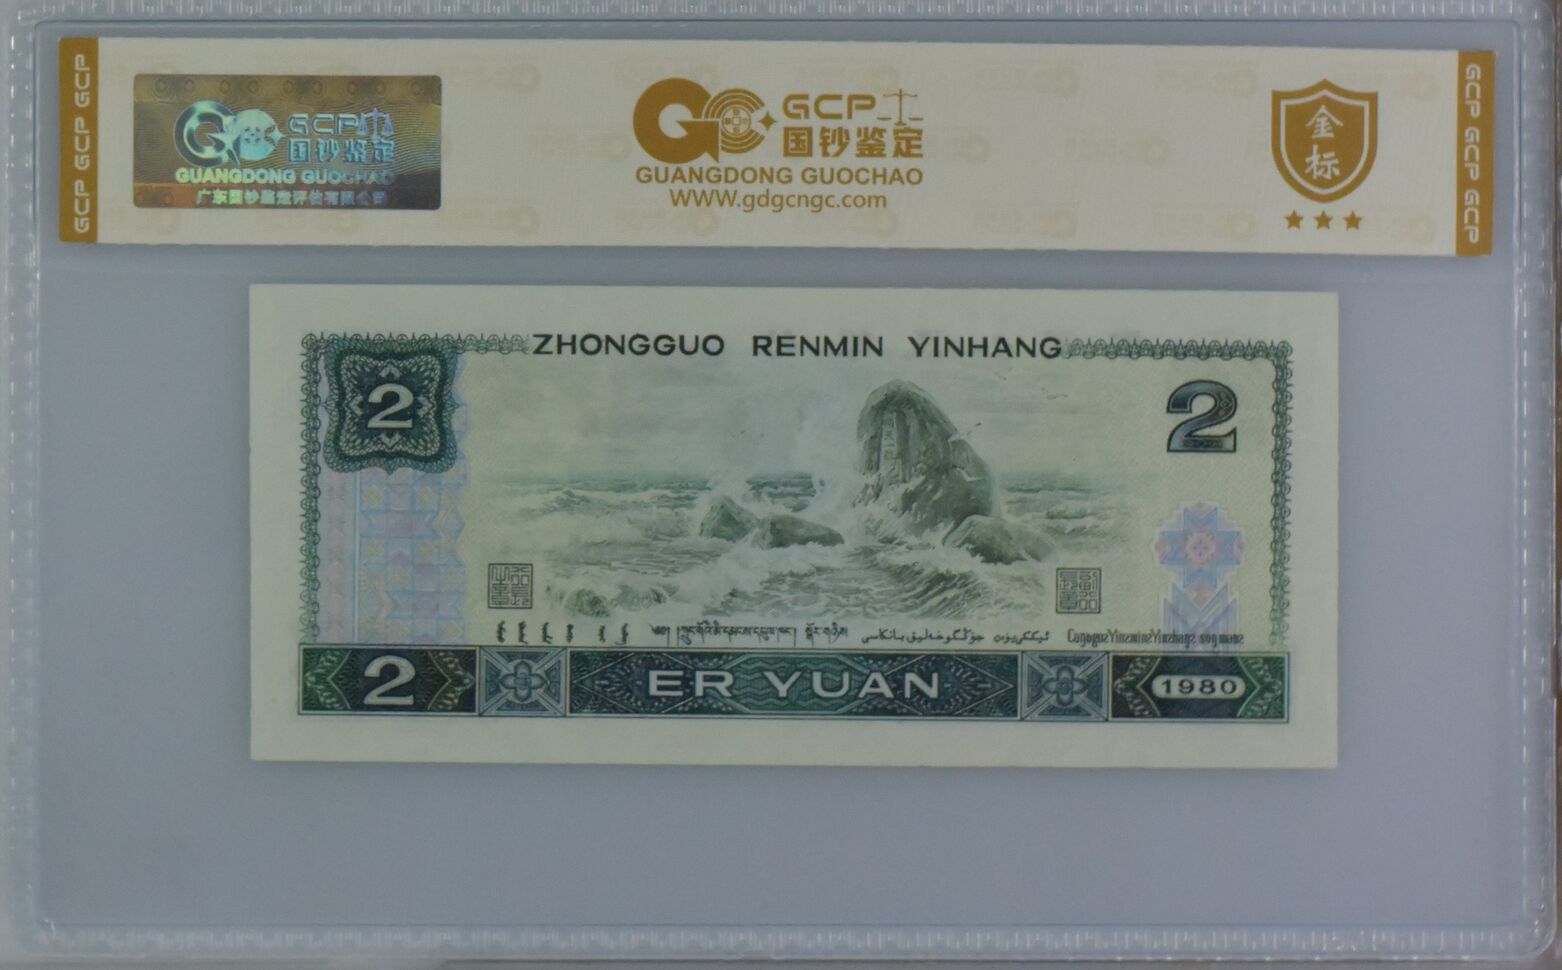 GCP GCP GCP
GCP
国钞鉴定
GUANGDONG GUOCHAO
广东国钞鉴定评估有限公司
GCP
国钞鉴定
GUANGDONG GUOCHAO
WWW.gdgcngc.com
金标
GCP GCP GCP
ZHONGGUO RENMIN YINHANG
2
2
2
ER YUAN
1980